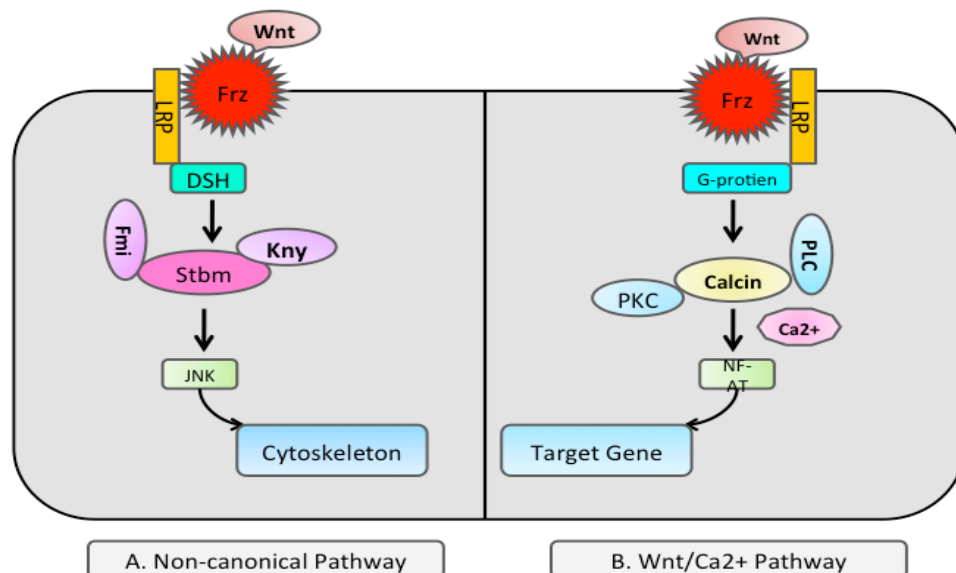 Wnt
Frz
LRP
DSH
Fmi
Kny
Stbm
JNK
Cytoskeleton
A. Non-canonical Pathway
Wnt
Frz
LRP
G-protien
PLC
Calcin
PKC
Ca2+
NF-
AT
Target Gene
B. Wnt/Ca2+ Pathway